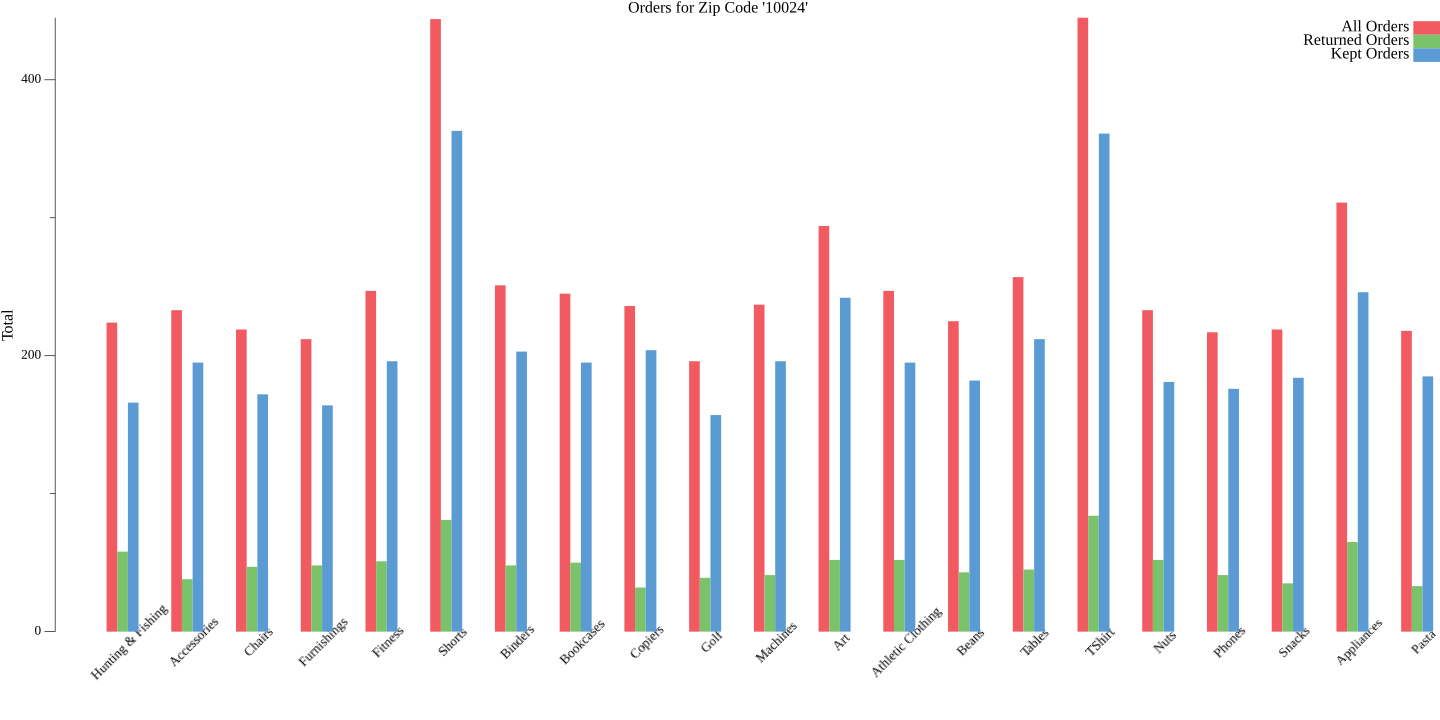 Orders for Zip Code '10024'
All Orders
Returned Orders
Kept Orders
Total
400
200
0
Hunting & Fishing
Accessories
Chairs
Furnishings
Fitness
Shorts
Binders
Bookcases
Copiers
Golf
Machines
Art
Athletic Clothing
Beans
Tables
TShirt
Nuts
Phones
Snacks
Appliances
Pasta